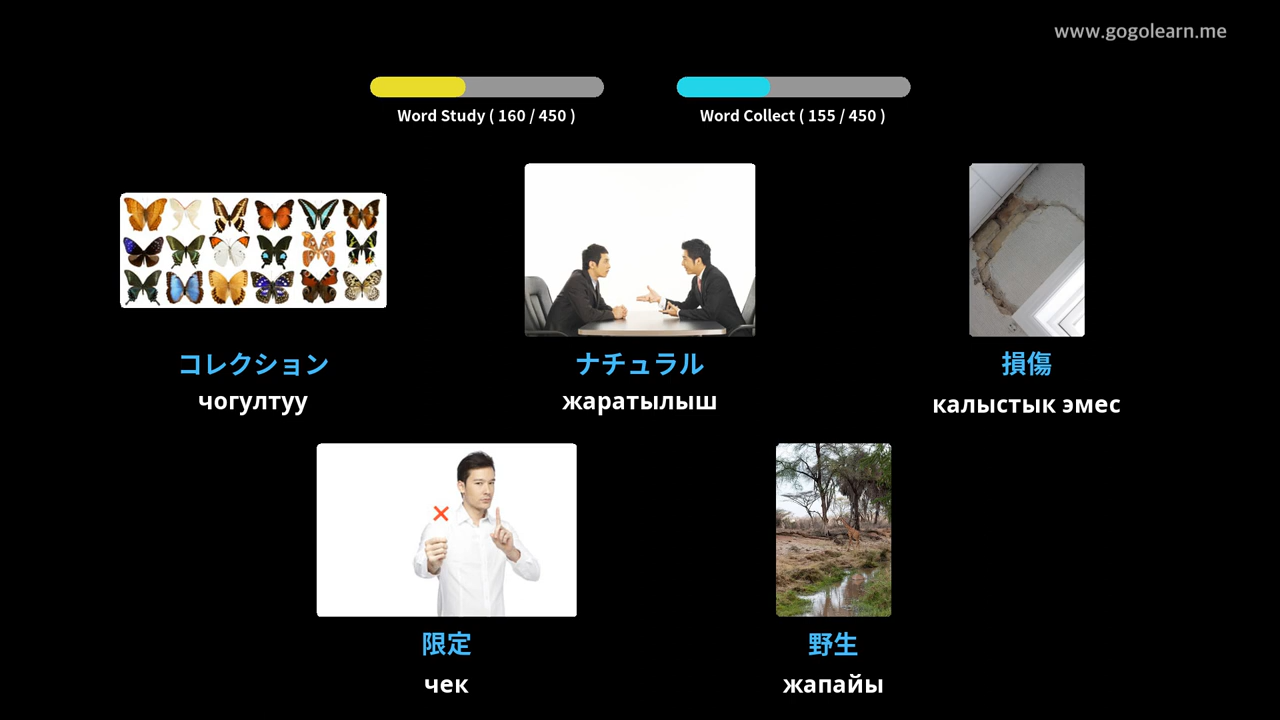 www.gogolearn.me
Word Study ( 160 / 450 )
Word Collect ( 155 / 450 )
コレクション
чогултуу
ナチュラル
жаратылыш
損傷
калыстык эмес
限定
чек
野生
жапайы